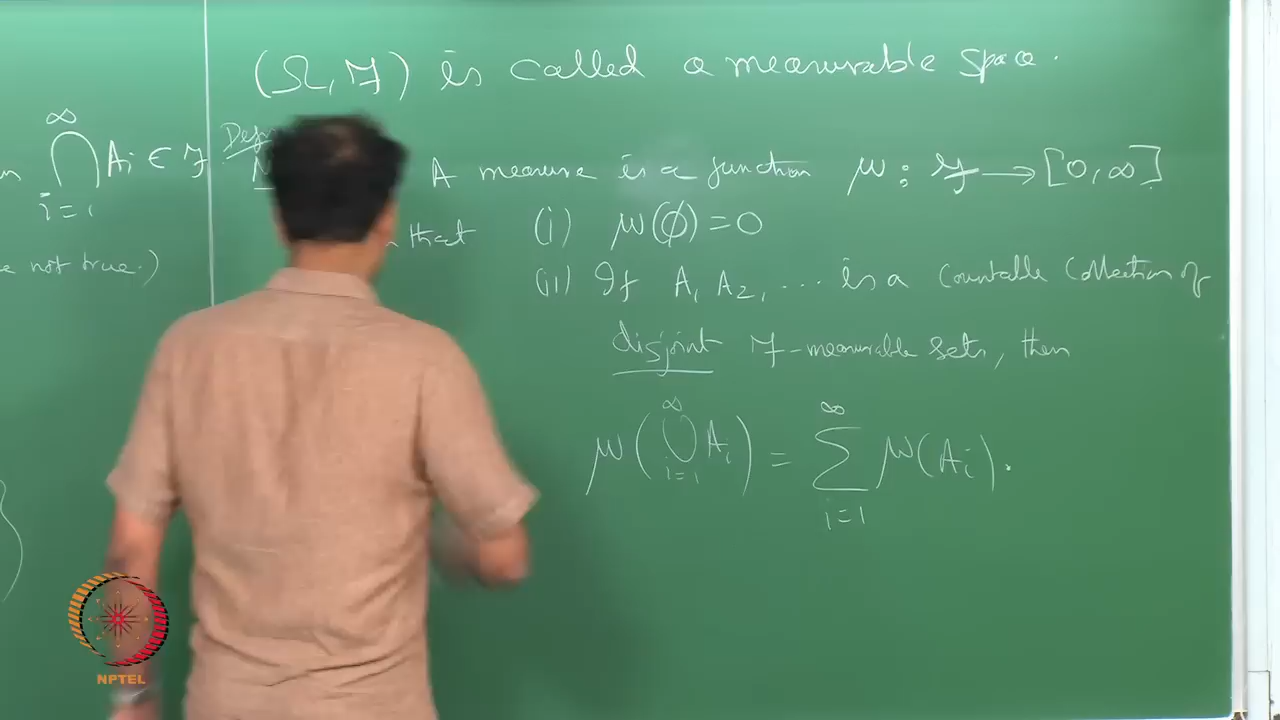 (Ω, ℱ) is called a measurable space.
∞
⋂ Ai ∈ ℱ
i=1
not true.)
A measure is a function μ : ℱ → [0, ∞]
that (i) μ(∅) = 0
(ii) If A1 A2, ... is a countable collection of
disjoint ℱ-measurable sets, then
μ(⋃_{i=1}^{∞} Ai) = ∑_{i=1}^{∞} μ(Ai).
NPTEL